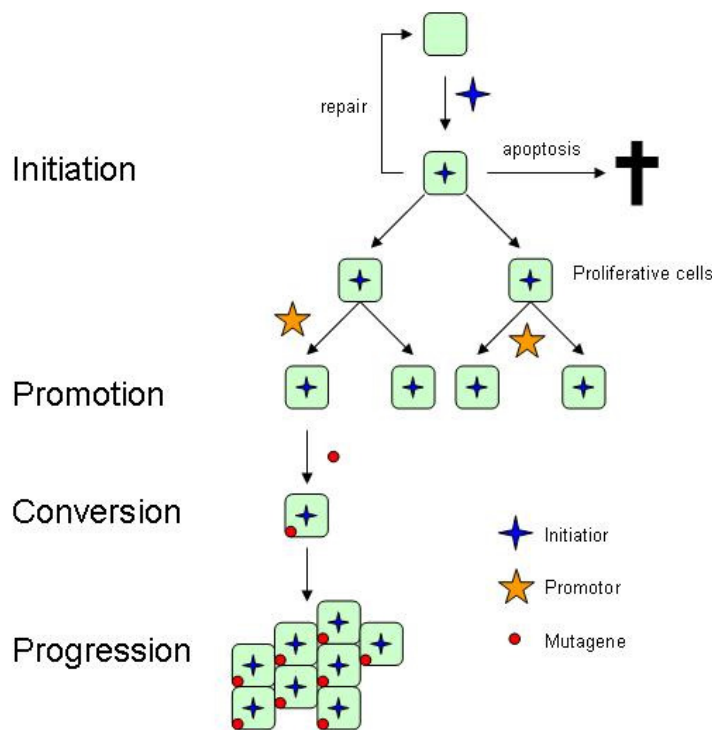 repair
Initiation
apoptosis
Proliferative cells
Promotion
Conversion
Initiatior
Promotor
Progression
Mutagene